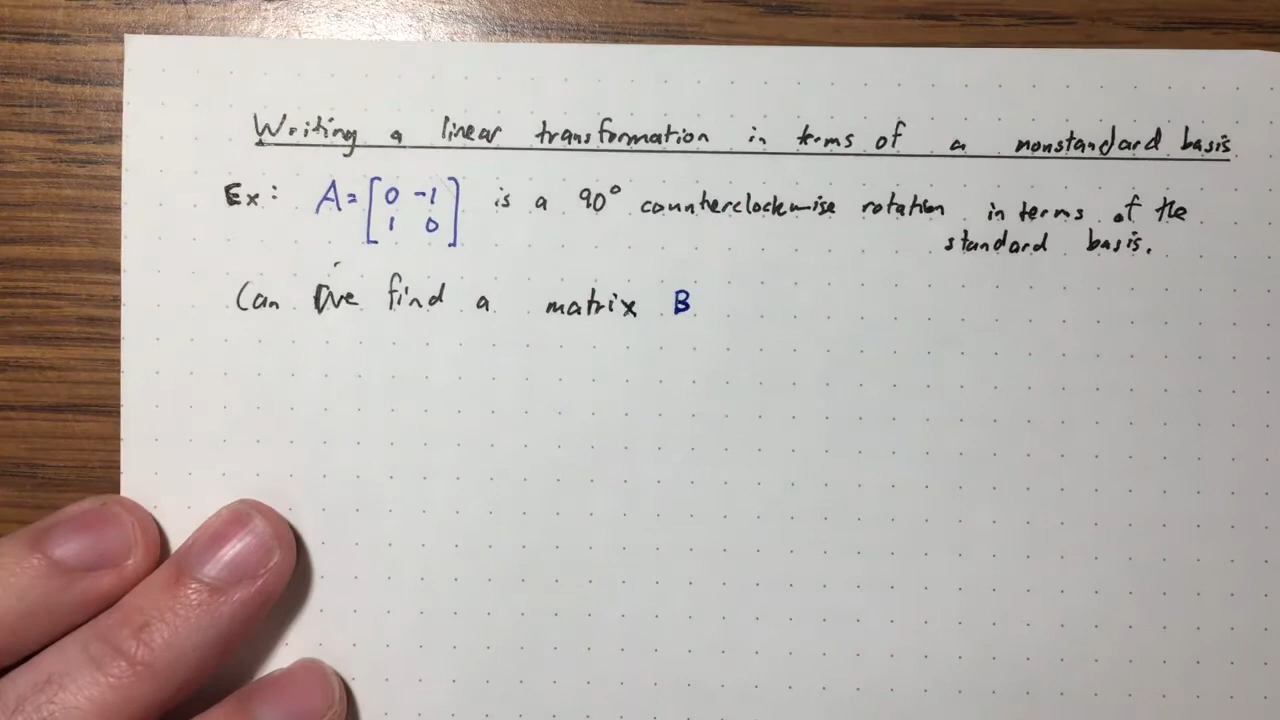 Writing a linear transformation in terms of a nonstandard basis
Ex: A = [0 -1 is a 90° counterclockwise rotation in terms of the
1 0] standard basis.
Can we find a matrix B